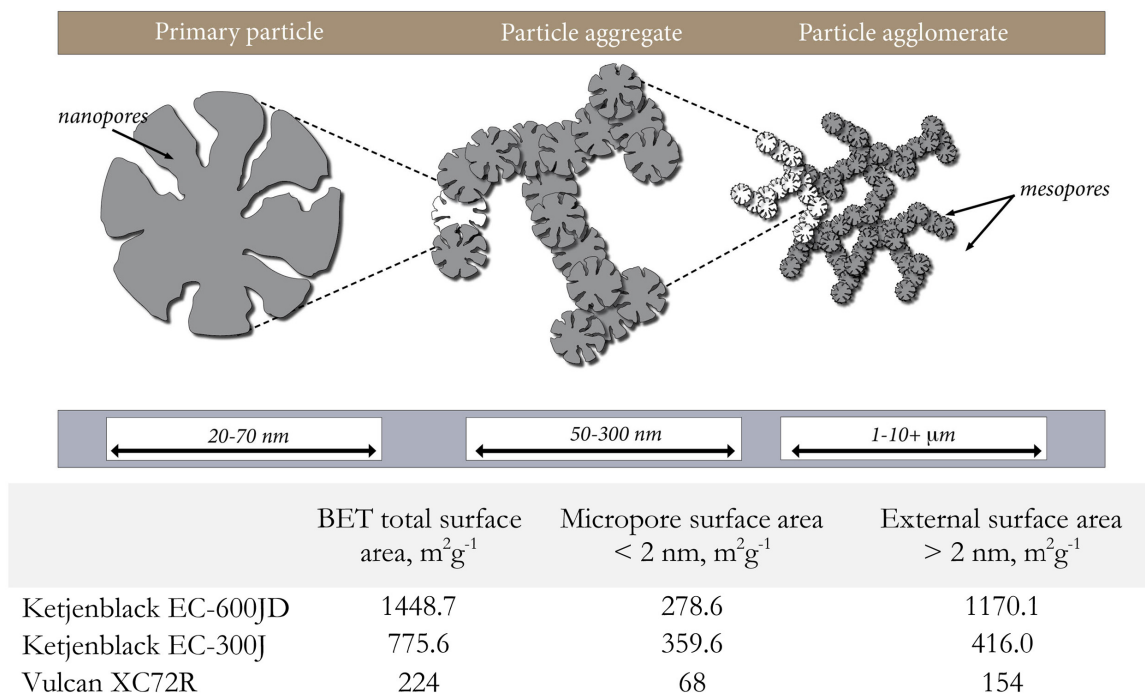 Primary particle Particle aggregate Particle agglomerate
nanopores
mesopores
20-70 nm 50-300 nm 1-10+ μm
BET total surface area, m²g⁻¹ Micropore surface area < 2 nm, m²g⁻¹ External surface area > 2 nm, m²g⁻¹
Ketjenblack EC-600JD 1448.7 278.6 1170.1
Ketjenblack EC-300J 775.6 359.6 416.0
Vulcan XC72R 224 68 154